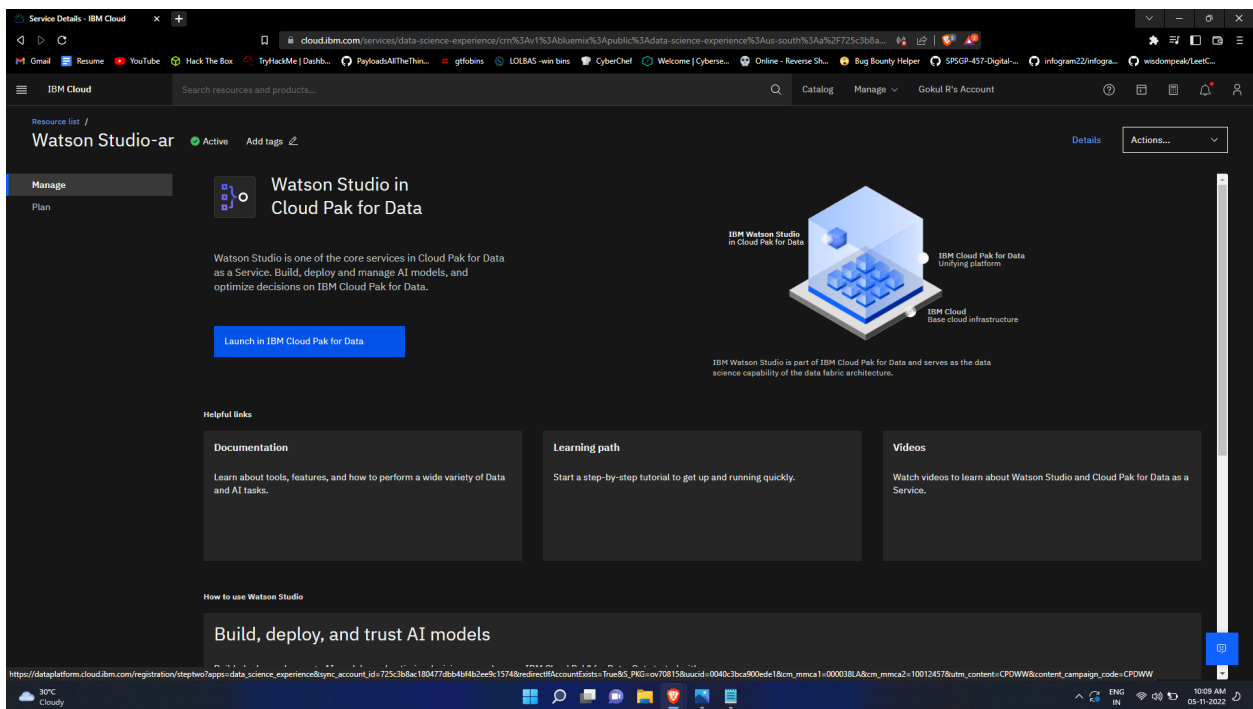 Service Details - IBM Cloud
cloud.ibm.com/services/data-science-experience/crn%3Av1%3Abluemix%3Apublic%3Adata-science-experience%3Aus-south%3Aa%2F725c3b8a...
Gmail Resume YouTube Hack The Box TryHackMe | Dashb... PayloadsAllTheThin... gtfobins LOLBAS -win bins CyberChef Welcome | Cyberse... Online - Reverse Sh... Bug Bounty Helper SPSGP-457-Digital-... infogram22/infogra... wisdompeak/LeetC...
IBM Cloud Search resources and products... Catalog Manage Gokul R's Account
Resource list /
Watson Studio-ar Active Add tags Details Actions...
Manage
Plan
Watson Studio in
Cloud Pak for Data
Watson Studio is one of the core services in Cloud Pak for Data
as a Service. Build, deploy and manage AI models, and
optimize decisions on IBM Cloud Pak for Data.
Launch in IBM Cloud Pak for Data
IBM Watson Studio
in Cloud Pak for Data
IBM Cloud Pak for Data
Unifying platform
IBM Cloud
Base cloud infrastructure
IBM Watson Studio is part of IBM Cloud Pak for Data and serves as the data
science capability of the data fabric architecture.
Helpful links
Documentation
Learn about tools, features, and how to perform a wide variety of Data
and AI tasks.
Learning path
Start a step-by-step tutorial to get up and running quickly.
Videos
Watch videos to learn about Watson Studio and Cloud Pak for Data as a
Service.
How to use Watson Studio
Build, deploy, and trust AI models
https://dataplatform.cloud.ibm.com/registration/steptwo?apps=data_science_experience&sync_account_id=725c3b8ac180477dbb4bf4b2ee9c1574&redirectIfAccountExists=True&S_PKG=ov70815&uucid=0040c3bca900ede1&cm_mmca1=000038LA&cm_mmca2=10012457&utm_content=CPDWW&content_campaign_code=CPDWW
30°C
Cloudy
ENG
IN
10:09 AM
05-11-2022